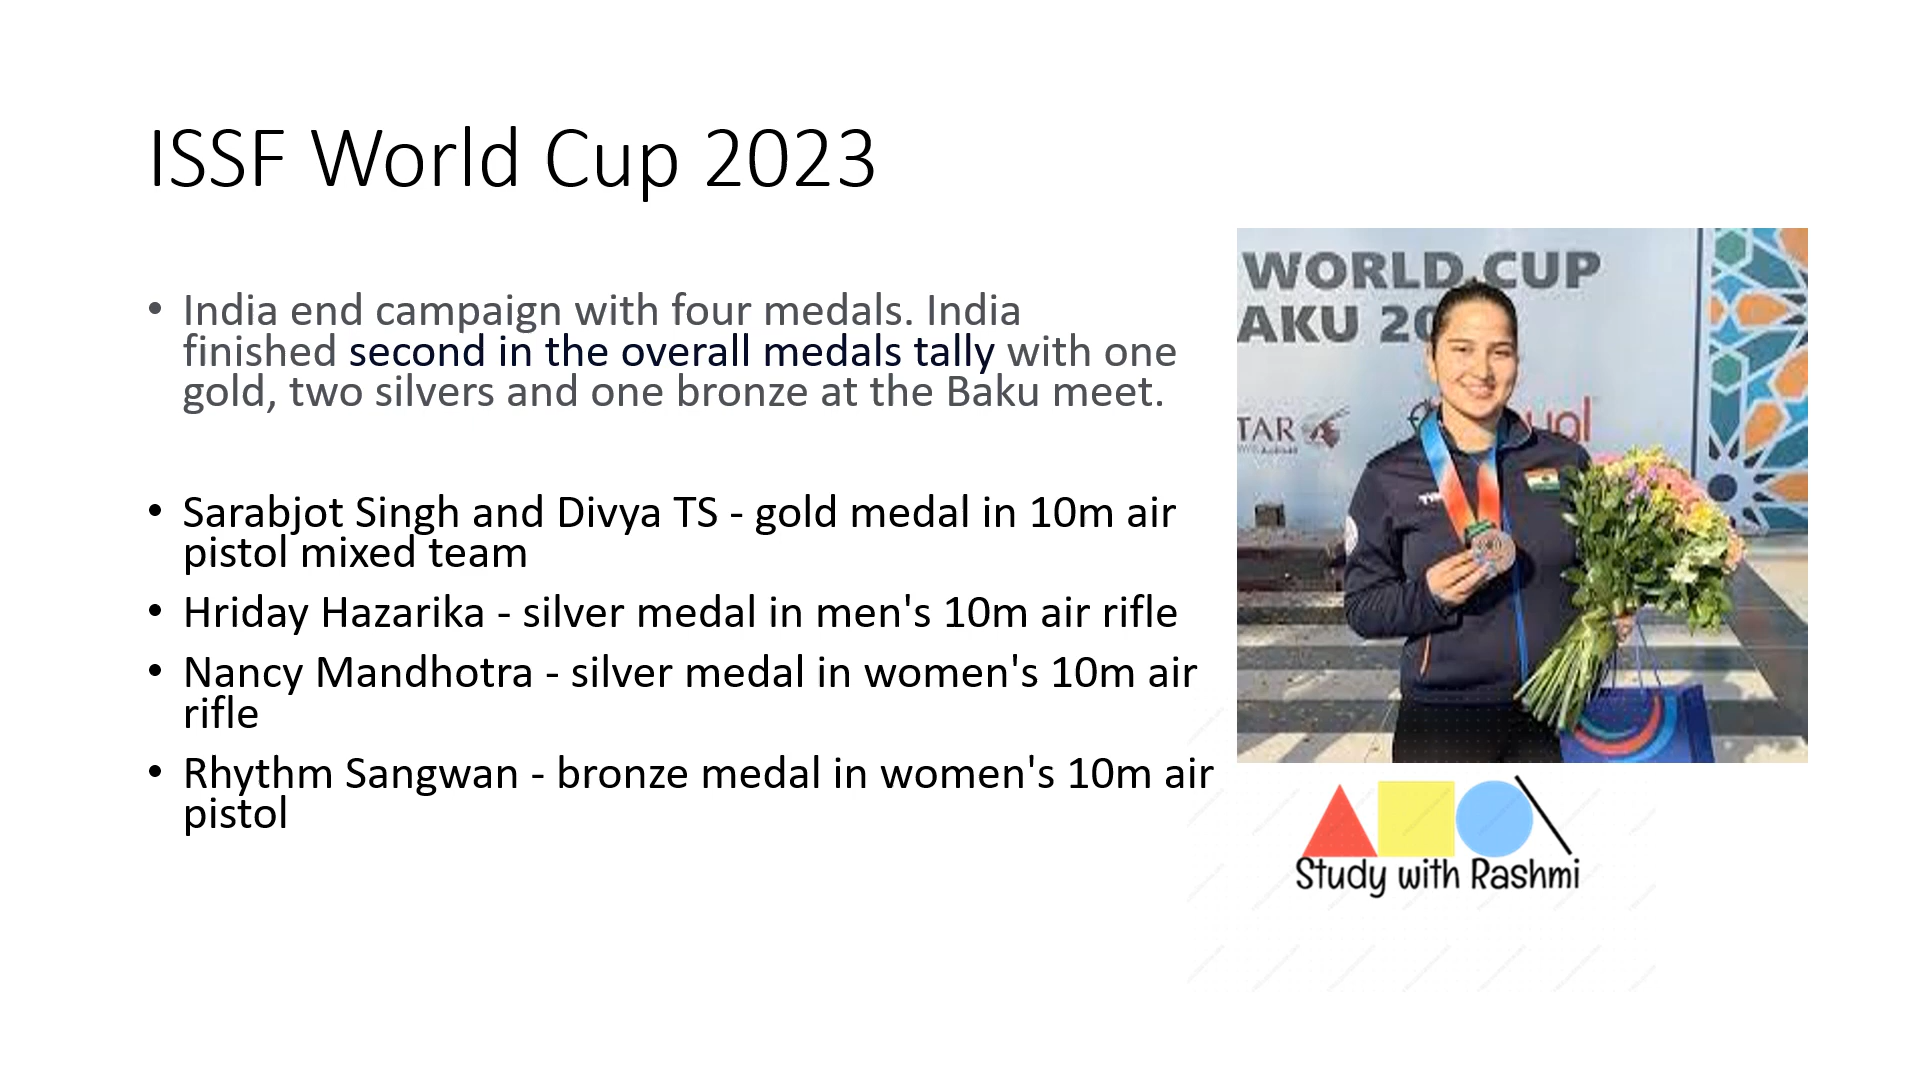 ISSF World Cup 2023
• India end campaign with four medals. India
finished second in the overall medals tally with one
gold, two silvers and one bronze at the Baku meet.
• Sarabjot Singh and Divya TS - gold medal in 10m air
pistol mixed team
• Hriday Hazarika - silver medal in men's 10m air rifle
• Nancy Mandhotra - silver medal in women's 10m air
rifle
• Rhythm Sangwan - bronze medal in women's 10m air
pistol
WORLD CUP
AKU 20
TAR
Study with Rashmi